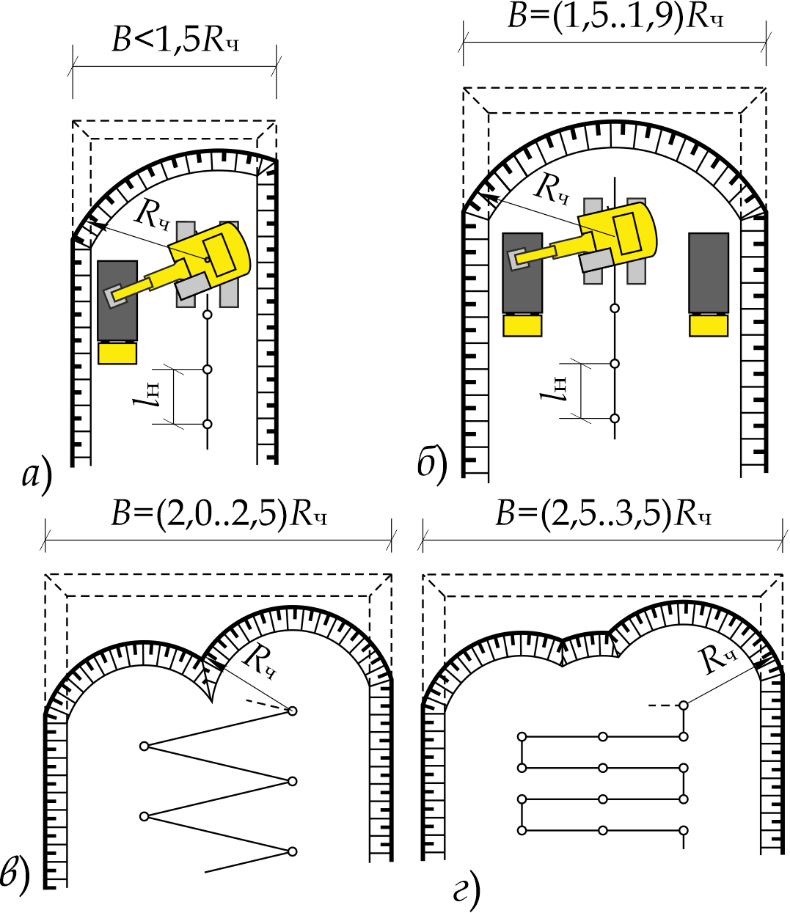 B<1,5Rч
B=(1,5..1,9)Rч
Rч
Rч
lн
lн
а)
б)
B=(2,0..2,5)Rч
B=(2,5..3,5)Rч
Rч
Rч
в)
г)